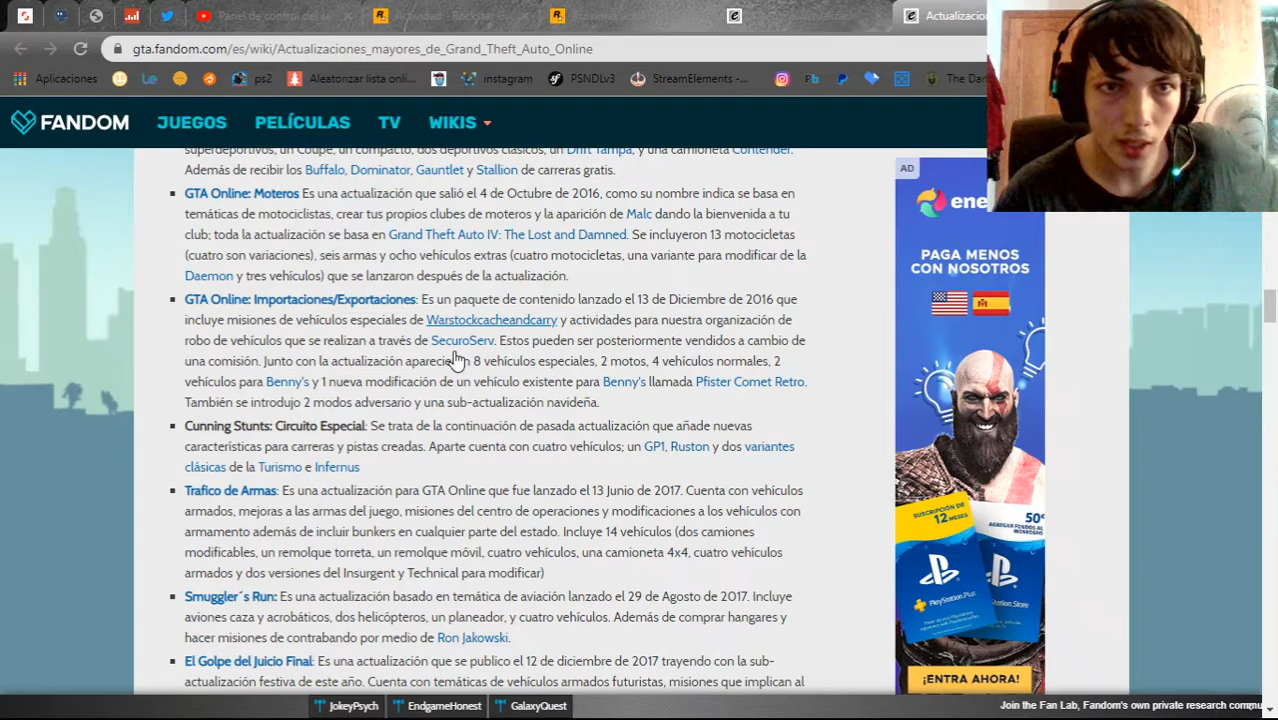 Panel de control del
Actividad - Rockstar
Actualizacion
gta.fandom.com/es/wiki/Actualizaciones_mayores_de_Grand_Theft_Auto_Online
Aplicaciones
ps2
Aleatorizar lista onli...
instagram
PSNDLv3
StreamElements - ...
The Dar
FANDOM
JUEGOS
PELÍCULAS
TV
WIKIS
superdeportivos, un Coupe, un compacto, dos deportivos clásicos, un Drift Tampa, y una camioneta Contender.
Además de recibir los Buffalo, Dominator, Gauntlet y Stallion de carreras gratis.
GTA Online: Moteros Es una actualización que salió el 4 de Octubre de 2016, como su nombre indica se basa en
temáticas de motociclistas, crear tus propios clubes de moteros y la aparición de Malc dando la bienvenida a tu
club; toda la actualización se basa en Grand Theft Auto IV: The Lost and Damned. Se incluyeron 13 motocicletas
(cuatro son variaciones), seis armas y ocho vehículos extras (cuatro motocicletas, una variante para modificar de la
Daemon y tres vehículos) que se lanzaron después de la actualización.
GTA Online: Importaciones/Exportaciones: Es un paquete de contenido lanzado el 13 de Diciembre de 2016 que
incluye misiones de vehículos especiales de Warstockcacheandcarry y actividades para nuestra organización de
robo de vehículos que se realizan a través de SecuroServ. Estos pueden ser posteriormente vendidos a cambio de
una comisión. Junto con la actualización aparecieron 8 vehículos especiales, 2 motos, 4 vehículos normales, 2
vehículos para Benny's y 1 nueva modificación de un vehículo existente para Benny's llamada Pfister Comet Retro.
También se introdujo 2 modos adversario y una sub-actualización navideña.
Cunning Stunts: Circuito Especial: Se trata de la continuación de pasada actualización que añade nuevas
características para carreras y pistas creadas. Aparte cuenta con cuatro vehículos; un GP1, Ruston y dos variantes
clásicas de la Turismo e Infernus
Trafico de Armas: Es una actualización para GTA Online que fue lanzado el 13 Junio de 2017. Cuenta con vehículos
armados, mejoras a las armas del juego, misiones del centro de operaciones y modificaciones a los vehículos con
armamento además de intuir bunkers en cualquier parte del estado. Incluye 14 vehículos (dos camiones
modificables, un remolque torreta, un remolque móvil, cuatro vehículos, una camioneta 4x4, cuatro vehículos
armados y dos versiones del Insurgent y Technical para modificar)
Smuggler´s Run: Es una actualización basado en temática de aviación lanzado el 29 de Agosto de 2017. Incluye
aviones caza y acrobáticos, dos helicópteros, un planeador, y cuatro vehículos. Además de comprar hangares y
hacer misiones de contrabando por medio de Ron Jakowski.
El Golpe del Juicio Final: Es una actualización que se publico el 12 de diciembre de 2017 trayendo con la sub-
actualización festiva de este año. Cuenta con temáticas de vehículos armados futuristas, misiones que implican al
AD
ene
PAGA MENOS
CON NOSOTROS
SUSCRIPCIÓN DE
12 MESES
50€
AGREGAR FONDOS AL
MONEDERO
PlayStation.Plus
PlayStation.Store
¡ENTRA AHORA!
JokeyPsych
EndgameHonest
GalaxyQuest
Join the Fan Lab, Fandom's own private research commu